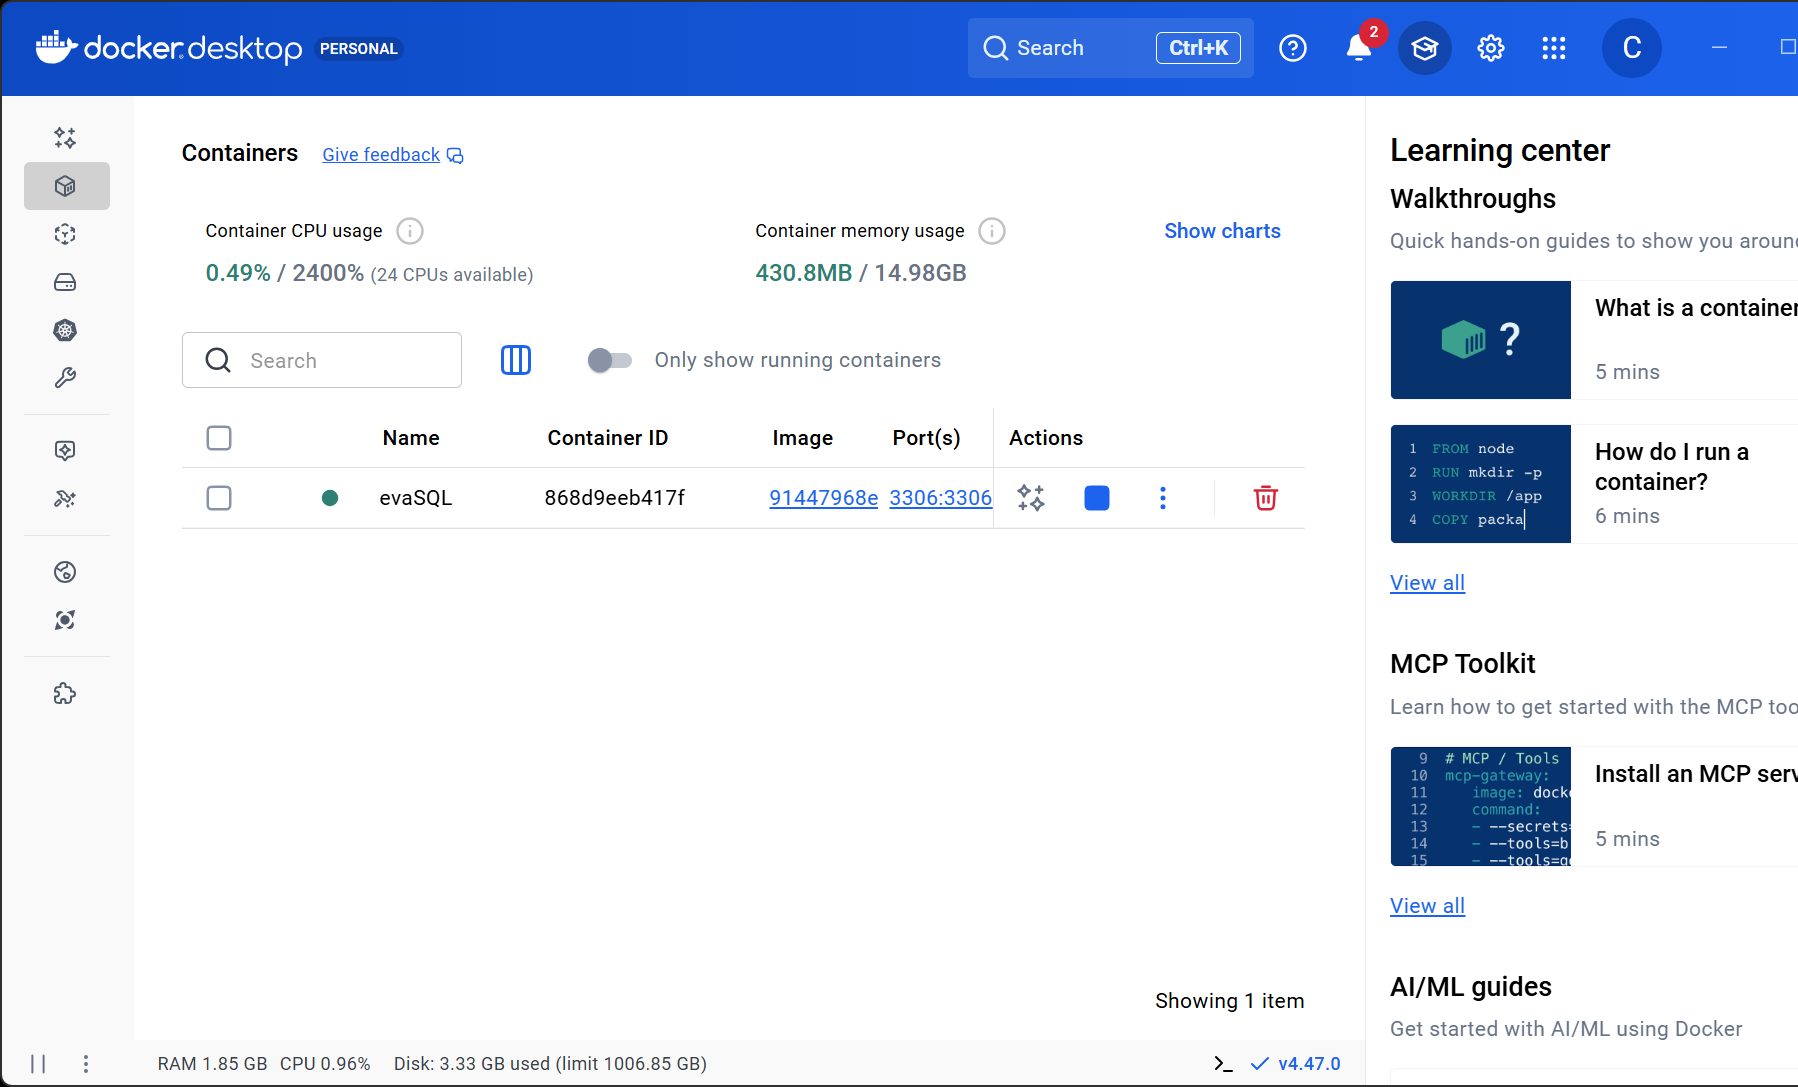 docker desktop PERSONAL
Search Ctrl+K
2
C
Containers Give feedback
Container CPU usage
0.49% / 2400% (24 CPUs available)
Container memory usage
430.8MB / 14.98GB
Show charts
Search
Only show running containers
Name Container ID Image Port(s) Actions
evaSQL 868d9eeb417f 91447968e 3306:3306
Showing 1 item
Learning center
Walkthroughs
Quick hands-on guides to show you aroun
?
What is a container
5 mins
1 FROM node
2 RUN mkdir -p
3 WORKDIR /app
4 COPY packa
How do I run a
container?
6 mins
View all
MCP Toolkit
Learn how to get started with the MCP too
9 # MCP / Tools
10 mcp-gateway:
11 image: docke
12 command:
13 - --secrets=
14 - --tools=b
15 - --tools=ge
Install an MCP serv
5 mins
View all
AI/ML guides
Get started with AI/ML using Docker
RAM 1.85 GB CPU 0.96% Disk: 3.33 GB used (limit 1006.85 GB)
>_ v4.47.0